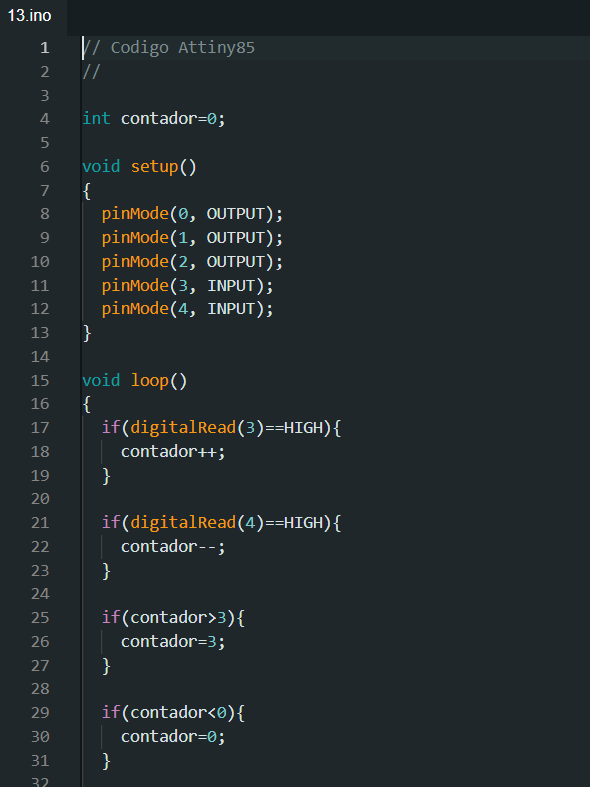 13.ino
1 // Codigo Attiny85
2 //
3
4 int contador=0;
5
6 void setup()
7 {
8   pinMode(0, OUTPUT);
9   pinMode(1, OUTPUT);
10   pinMode(2, OUTPUT);
11   pinMode(3, INPUT);
12   pinMode(4, INPUT);
13 }
14
15 void loop()
16 {
17   if(digitalRead(3)==HIGH){
18     contador++;
19   }
20
21   if(digitalRead(4)==HIGH){
22     contador--;
23   }
24
25   if(contador>3){
26     contador=3;
27   }
28
29   if(contador<0){
30     contador=0;
31   }
32